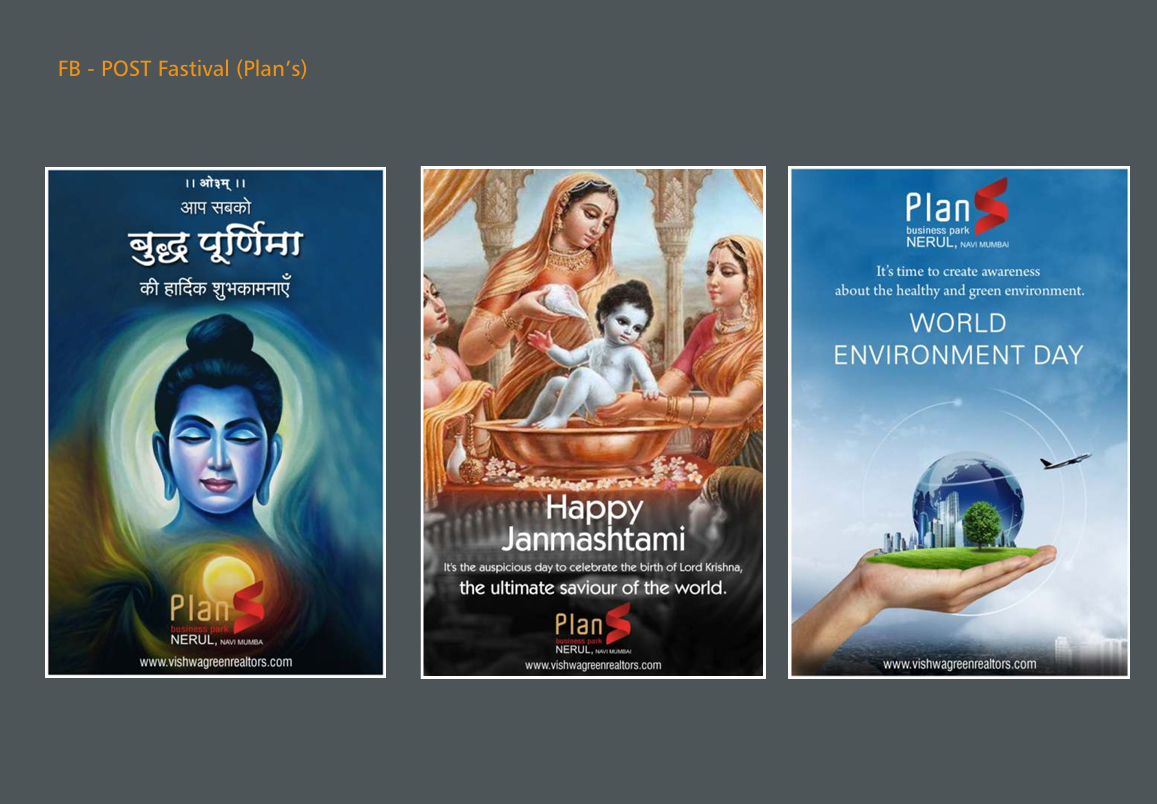 FB - POST Fastival (Plan's)
।। ओ३म् ।।
आप सबको
बुद्ध पूर्णिमा
की हार्दिक शुभकामनाएँ
Plan S
business park
NERUL, NAVI MUMBA
www.vishwagreenrealtors.com
Happy
Janmashtami
It's the auspicious day to celebrate the birth of Lord Krishna,
the ultimate saviour of the world.
Plan S
business park
NERUL, NAVI MUMBAI
www.vishwagreenrealtors.com
Plan S
business park
NERUL, NAVI MUMBAI
It's time to create awareness
about the healthy and green environment.
WORLD
ENVIRONMENT DAY
www.vishwagreenrealtors.com